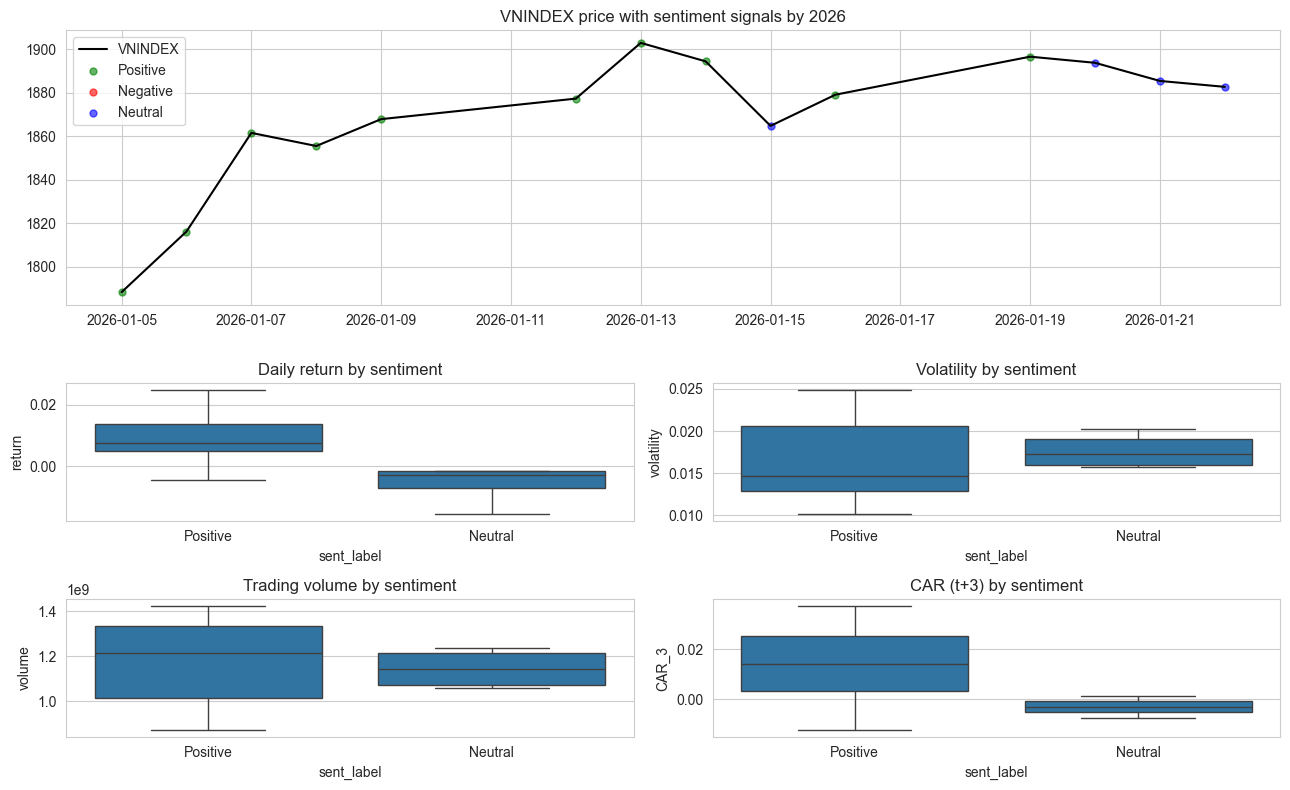 VNINDEX price with sentiment signals by 2026
VNINDEX
Positive
Negative
Neutral
1900
1880
1860
1840
1820
1800
2026-01-05 2026-01-07 2026-01-09 2026-01-11 2026-01-13 2026-01-15 2026-01-17 2026-01-19 2026-01-21
Daily return by sentiment
return
0.02
0.00
Positive Neutral
sent_label
Volatility by sentiment
volatility
0.025
0.020
0.015
0.010
Positive Neutral
sent_label
Trading volume by sentiment
1e9
volume
1.4
1.2
1.0
Positive Neutral
sent_label
CAR (t+3) by sentiment
CAR_3
0.02
0.00
Positive Neutral
sent_label